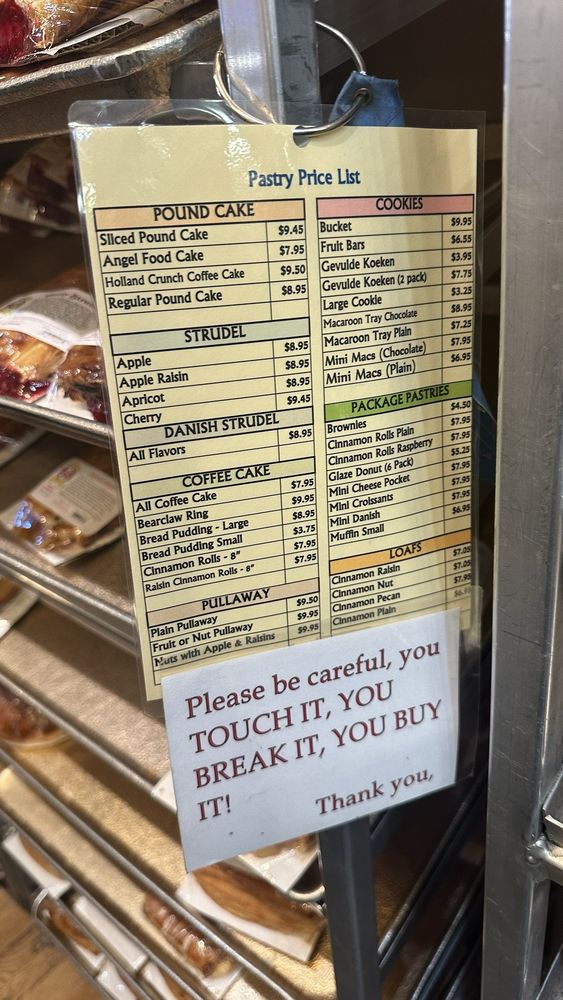 Pastry Price List
POUND CAKE
Sliced Pound Cake $9.45
Angel Food Cake $7.95
Holland Crunch Coffee Cake $9.50
Regular Pound Cake $8.95
STRUDEL
Apple $8.95
Apple Raisin $8.95
Apricot $8.95
Cherry $9.45
DANISH STRUDEL
All Flavors $8.95
COFFEE CAKE
All Coffee Cake $7.95
Bearclaw Ring $9.95
Bread Pudding - Large $8.95
Bread Pudding Small $3.75
Cinnamon Rolls - 8" $7.95
Raisin Cinnamon Rolls - 8" $7.95
PULLAWAY
Plain Pullaway $9.50
Fruit or Nut Pullaway $9.95
Nuts with Apple & Raisins $9.95
COOKIES
Bucket $9.95
Fruit Bars $6.55
Gevulde Koeken $3.95
Gevulde Koeken (2 pack) $7.75
Large Cookie $3.25
Macaroon Tray Chocolate $8.95
Macaroon Tray Plain $7.25
Mini Macs (Chocolate) $7.95
Mini Macs (Plain) $6.95
PACKAGE PASTRIES
Brownies $4.50
Cinnamon Rolls Plain $7.95
Cinnamon Rolls Raspberry $7.95
Glaze Donut (6 Pack) $5.25
Mini Cheese Pocket $7.95
Mini Croissants $7.95
Mini Danish $7.95
Muffin Small $6.95
LOAFS
Cinnamon Raisin $7.05
Cinnamon Nut $7.05
Cinnamon Pecan $7.95
Cinnamon Plain
Please be careful, you
TOUCH IT, YOU
BREAK IT, YOU BUY
IT!
Thank you,